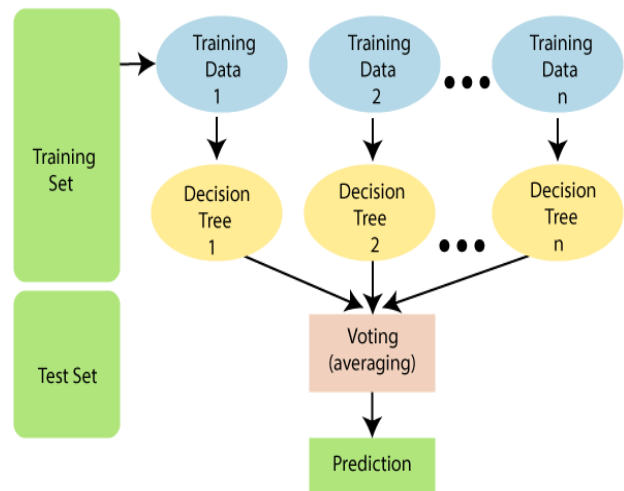 Training
Set
Training
Data
1
Training
Data
2
Training
Data
n
Decision
Tree
1
Decision
Tree
2
Decision
Tree
n
Test Set
Voting
(averaging)
Prediction